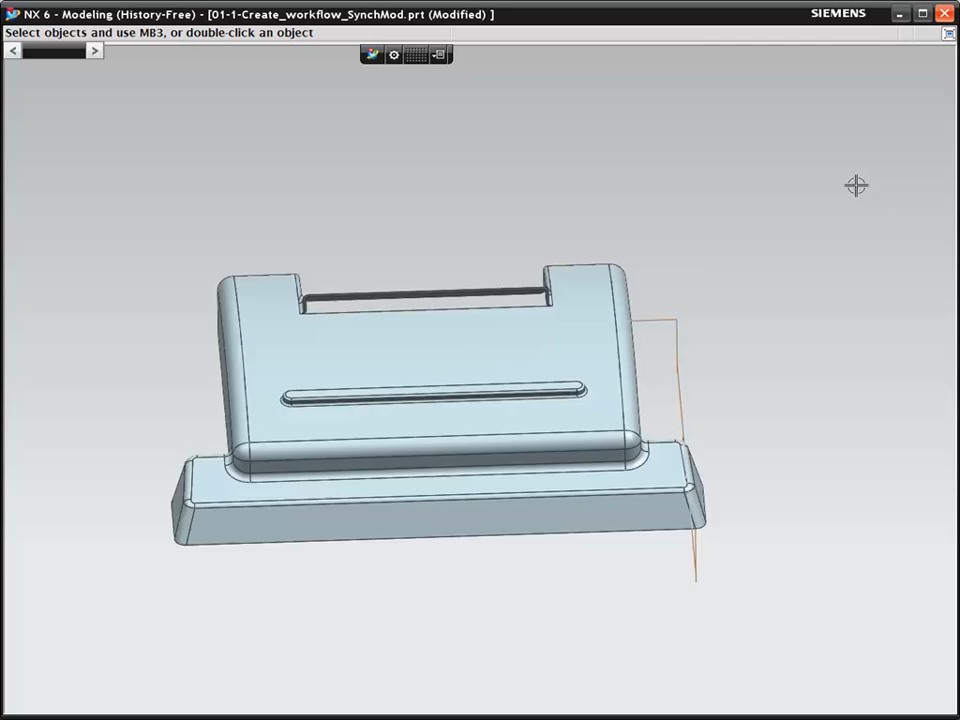 NX 6 - Modeling (History-Free) - [01-1-Create_workflow_SynchMod.prt (Modified) ]
SIEMENS
Select objects and use MB3, or double-click an object